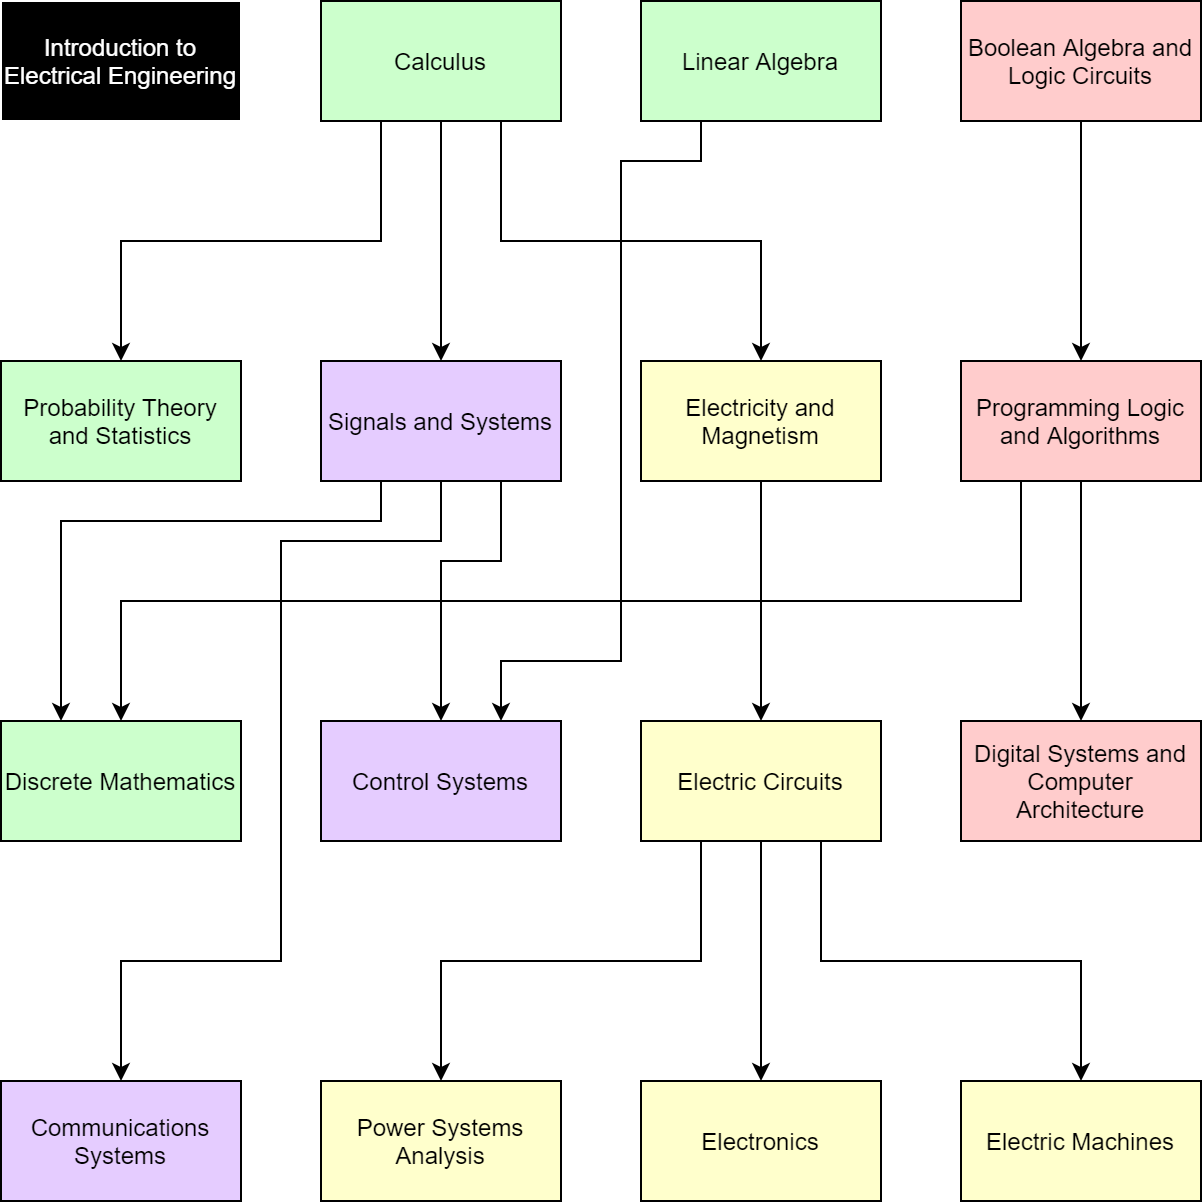 Introduction to
Electrical Engineering
Calculus
Linear Algebra
Boolean Algebra and
Logic Circuits
Probability Theory
and Statistics
Signals and Systems
Electricity and
Magnetism
Programming Logic
and Algorithms
Discrete Mathematics
Control Systems
Electric Circuits
Digital Systems and
Computer
Architecture
Communications
Systems
Power Systems
Analysis
Electronics
Electric Machines